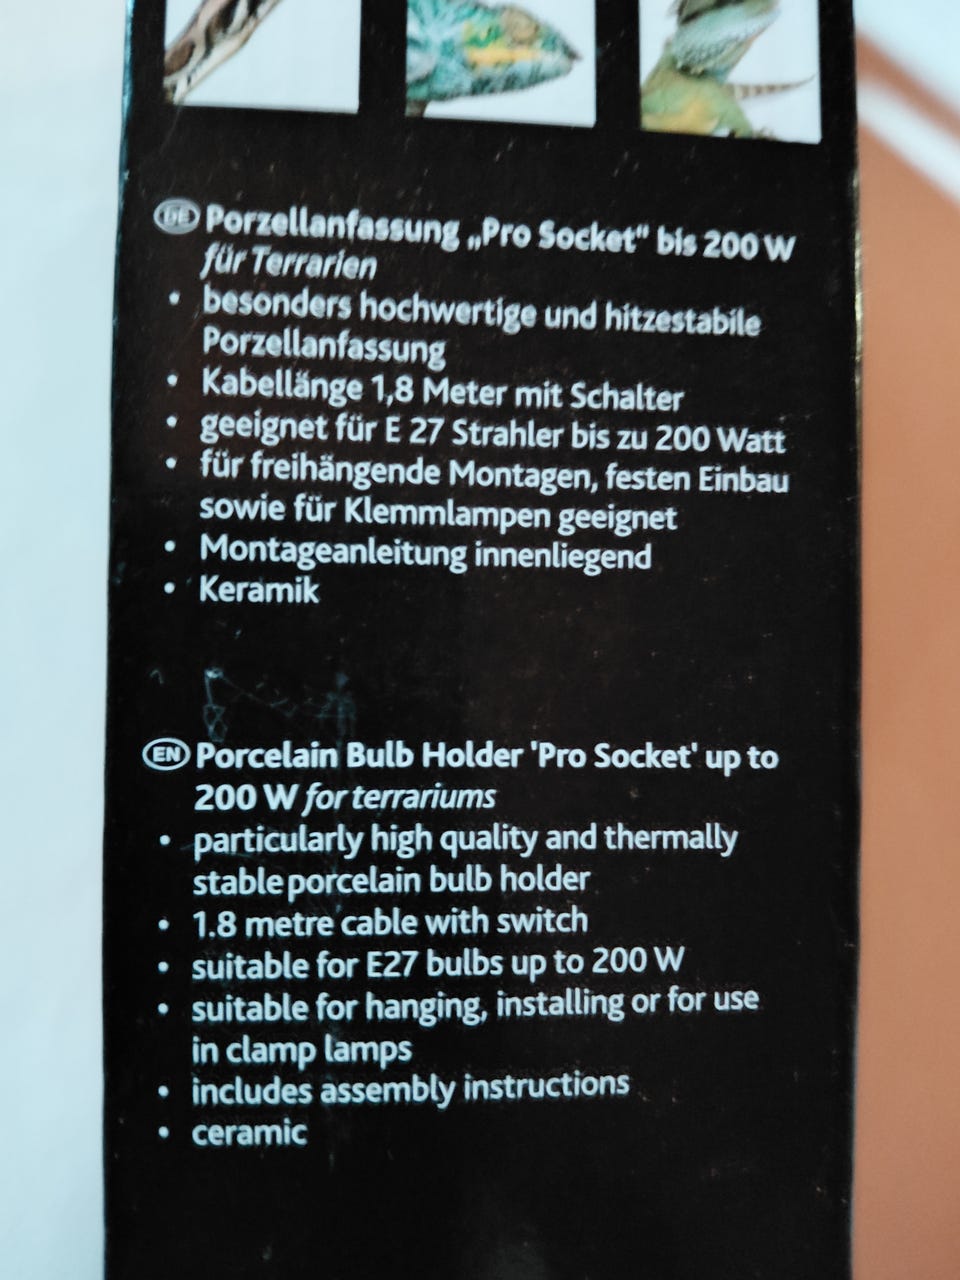 DE Porzellanfassung „Pro Socket" bis 200 W
für Terrarien
• besonders hochwertige und hitzestabile
Porzellanfassung
• Kabellänge 1,8 Meter mit Schalter
• geeignet für E 27 Strahler bis zu 200 Watt
• für freihängende Montagen, festen Einbau
sowie für Klemmlampen geeignet
• Montageanleitung innenliegend
• Keramik
EN Porcelain Bulb Holder 'Pro Socket' up to
200 W for terrariums
• particularly high quality and thermally
stable porcelain bulb holder
• 1.8 metre cable with switch
• suitable for E27 bulbs up to 200 W
• suitable for hanging, installing or for use
in clamp lamps
• includes assembly instructions
• ceramic